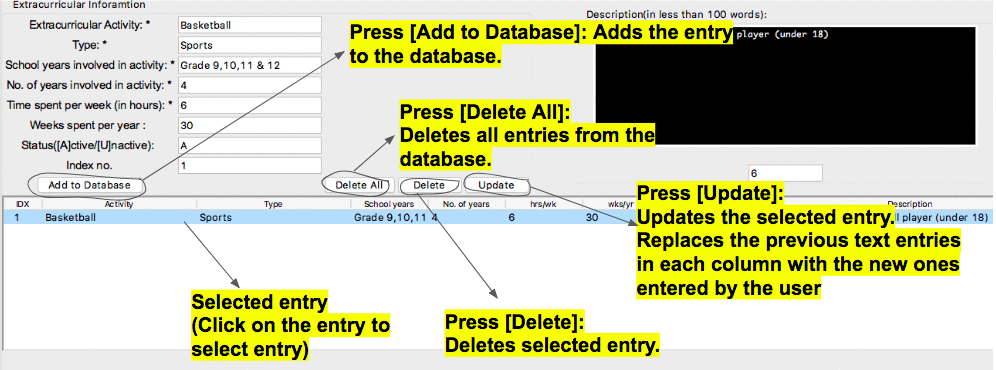 Extracurricular Inforamtion
Description(in less than 100 words):
Extracurricular Activity: * Basketball
player (under 18)
Type: * Sports
School years involved in activity: * Grade 9,10,11 & 12
No. of years involved in activity: * 4
Time spent per week (in hours): * 6
Weeks spent per year : 30
Status([A]ctive/[U]nactive): A
Index no. 1
Press [Add to Database]: Adds the entry
to the database.
Press [Delete All]:
Deletes all entries from the
database.
6
Add to Database Delete All Delete Update
IDX Activity Type School years No. of years hrs/wk wks/yr Description
1 Basketball Sports Grade 9,10,11 4 6 30 player (under 18)
Press [Update]:
Updates the selected entry.
Replaces the previous text entries
in each column with the new ones
entered by the user
Selected entry
(Click on the entry to
select entry)
Press [Delete]:
Deletes selected entry.